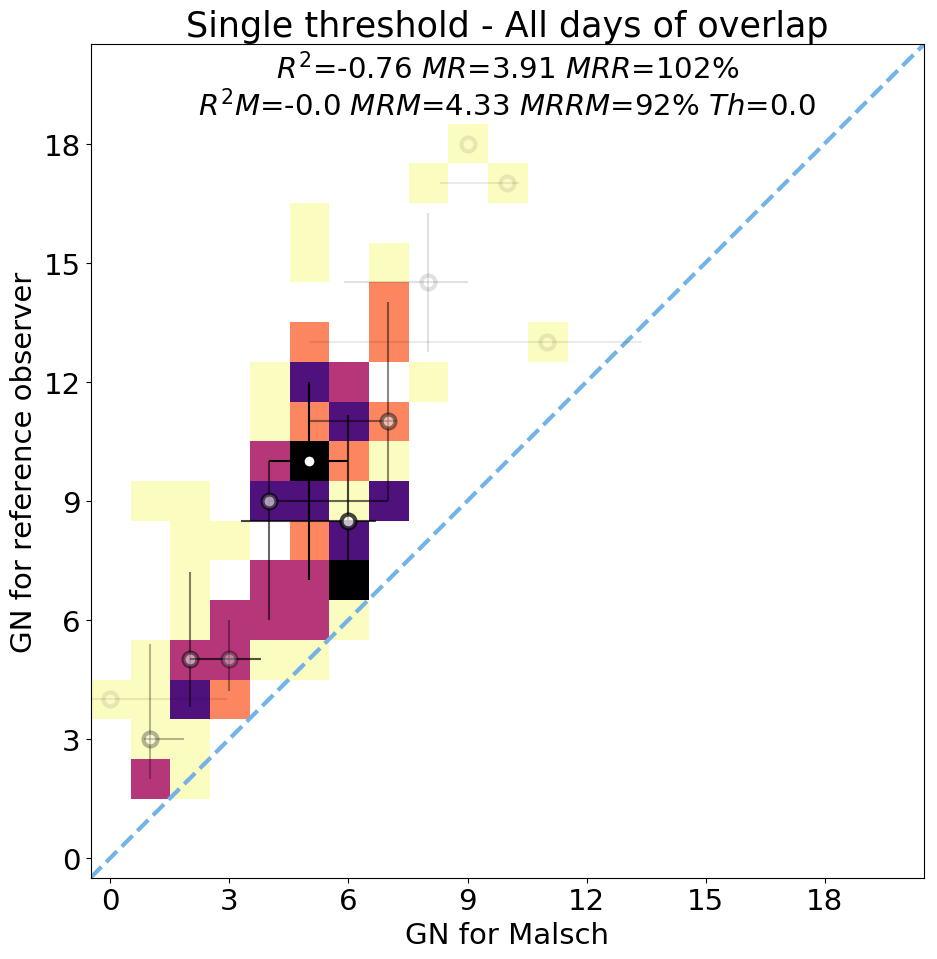 Single threshold - All days of overlap
R²=-0.76 MR=3.91 MRR=102%
R²M=-0.0 MRM=4.33 MRRM=92% Th=0.0
18
15
12
9
6
3
0
GN for reference observer
0 3 6 9 12 15 18
GN for Malsch